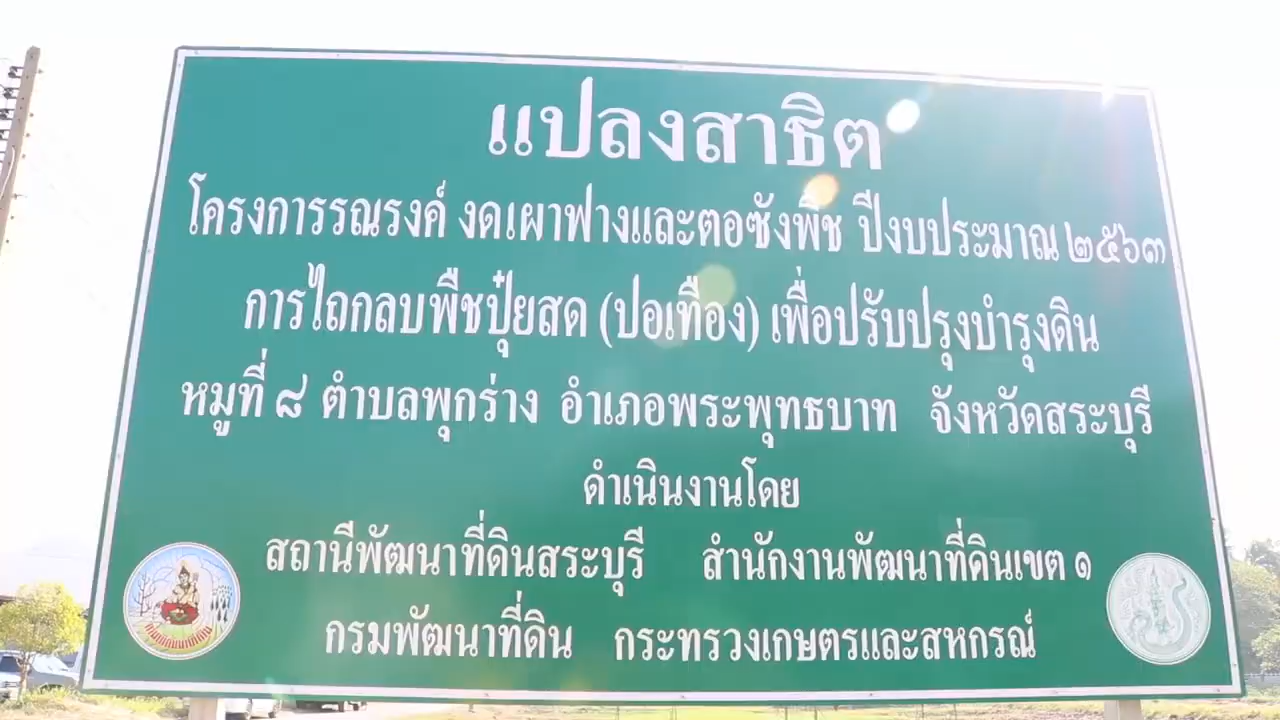 แปลงสาธิต
โครงการรณรงค์ งดเผาฟางและตอซังพืช ปีงบประมาณ ๒๕๖๓
การไถกลบพืชปุ๋ยสด (ปอเทือง) เพื่อปรับปรุงบำรุงดิน
หมู่ที่ ๘ ตำบลพุกร่าง อำเภอพระพุทธบาท จังหวัดสระบุรี
ดำเนินงานโดย
สถานีพัฒนาที่ดินสระบุรี สำนักงานพัฒนาที่ดินเขต ๑
กรมพัฒนาที่ดิน กระทรวงเกษตรและสหกรณ์
กรมพัฒนาที่ดิน